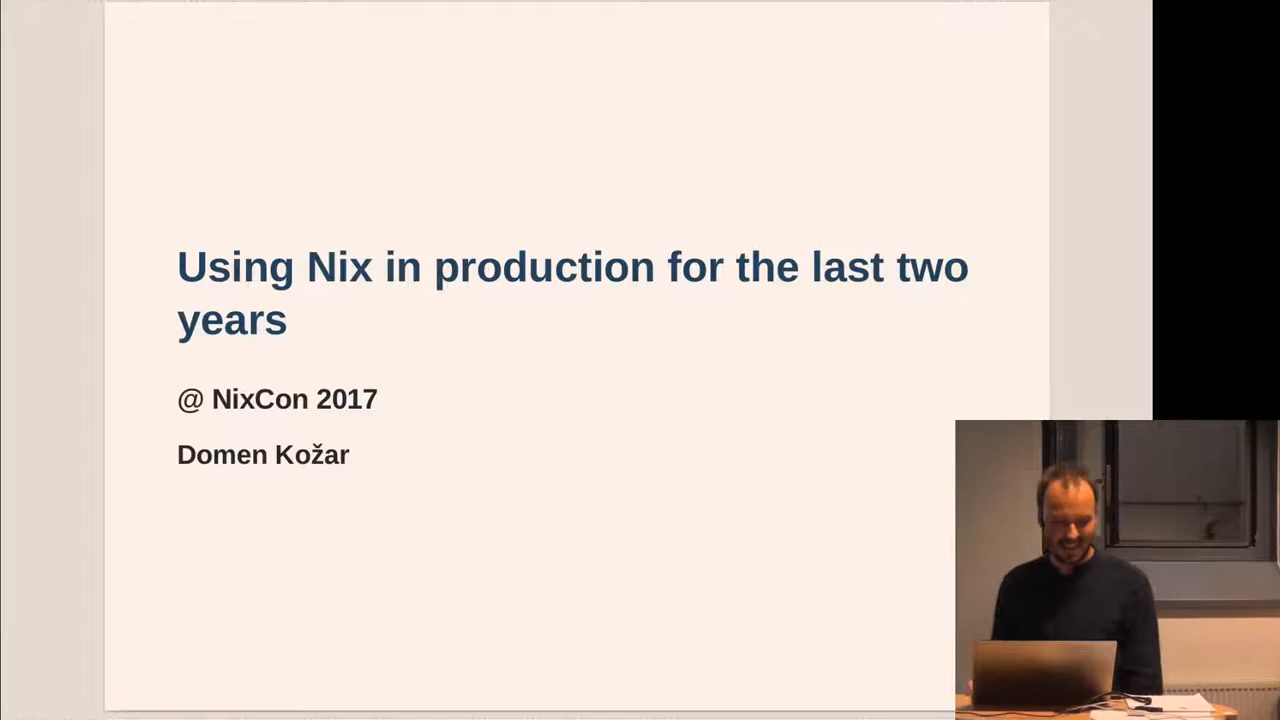 Using Nix in production for the last two
years
@ NixCon 2017
Domen Kožar